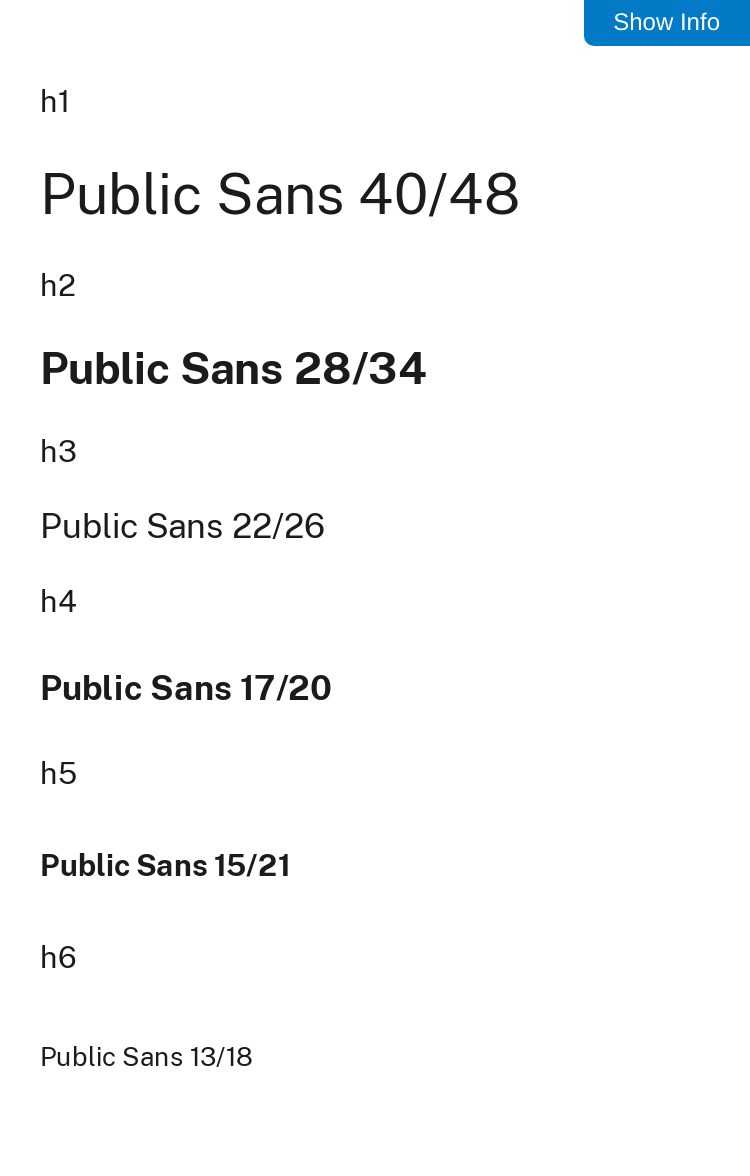 Show Info
h1
Public Sans 40/48
h2
Public Sans 28/34
h3
Public Sans 22/26
h4
Public Sans 17/20
h5
Public Sans 15/21
h6
Public Sans 13/18